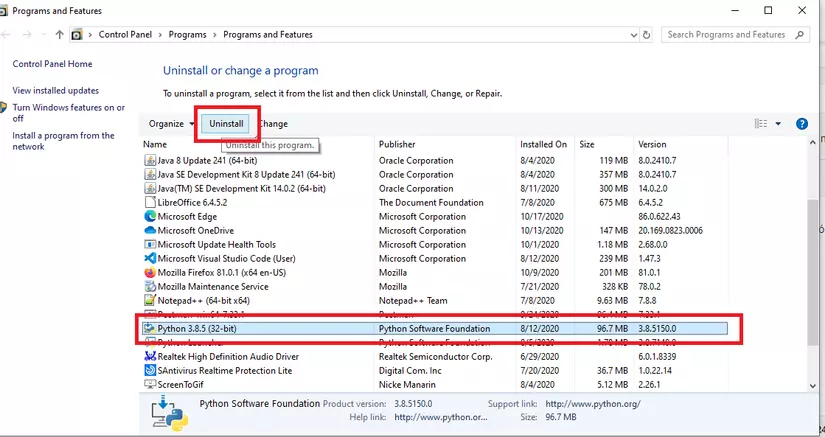 Programs and Features
Control Panel > Programs > Programs and Features
Search Programs and Features
Control Panel Home
View installed updates
Turn Windows features on or
off
Install a program from the
network
Uninstall or change a program
To uninstall a program, select it from the list and then click Uninstall, Change, or Repair.
Organize Uninstall Change
Uninstall this program.
Name Publisher Installed On Size Version
Java 8 Update 241 (64-bit) Oracle Corporation 8/4/2020 119 MB 8.0.2410.7
Java SE Development Kit 8 Update 241 (64-bit) Oracle Corporation 8/4/2020 357 MB 8.0.2410.7
Java(TM) SE Development Kit 14.0.2 (64-bit) Oracle Corporation 8/11/2020 300 MB 14.0.2.0
LibreOffice 6.4.5.2 The Document Foundation 7/8/2020 675 MB 6.4.5.2
Microsoft Edge Microsoft Corporation 10/17/2020 86.0.622.43
Microsoft OneDrive Microsoft Corporation 10/13/2020 147 MB 20.169.0823.0006
Microsoft Update Health Tools Microsoft Corporation 10/1/2020 1.18 MB 2.68.0.0
Microsoft Visual Studio Code (User) Microsoft Corporation 8/12/2020 239 MB 1.47.3
Mozilla Firefox 81.0.1 (x64 en-US) Mozilla 10/9/2020 201 MB 81.0.1
Mozilla Maintenance Service Mozilla 7/21/2020 328 KB 78.0.2
Notepad++ (64-bit x64) Notepad++ Team 7/8/2020 9.63 MB 7.8.8
Python 3.8.5 (32-bit) Python Software Foundation 8/12/2020 96.7 MB 3.8.5150.0
Python Launcher Python Software Foundation
Realtek High Definition Audio Driver Realtek Semiconductor Corp. 6/29/2020 6.0.1.8339
SAntivirus Realtime Protection Lite Digital Com. Inc 7/20/2020 36.7 MB 1.0.22.14
ScreenToGif Nicke Manarin 8/4/2020 5.12 MB 2.26.1
Python Software Foundation Product version: 3.8.5150.0 Support link: http://www.python.org/
Help link: http://www.python.or... Size: 96.7 MB